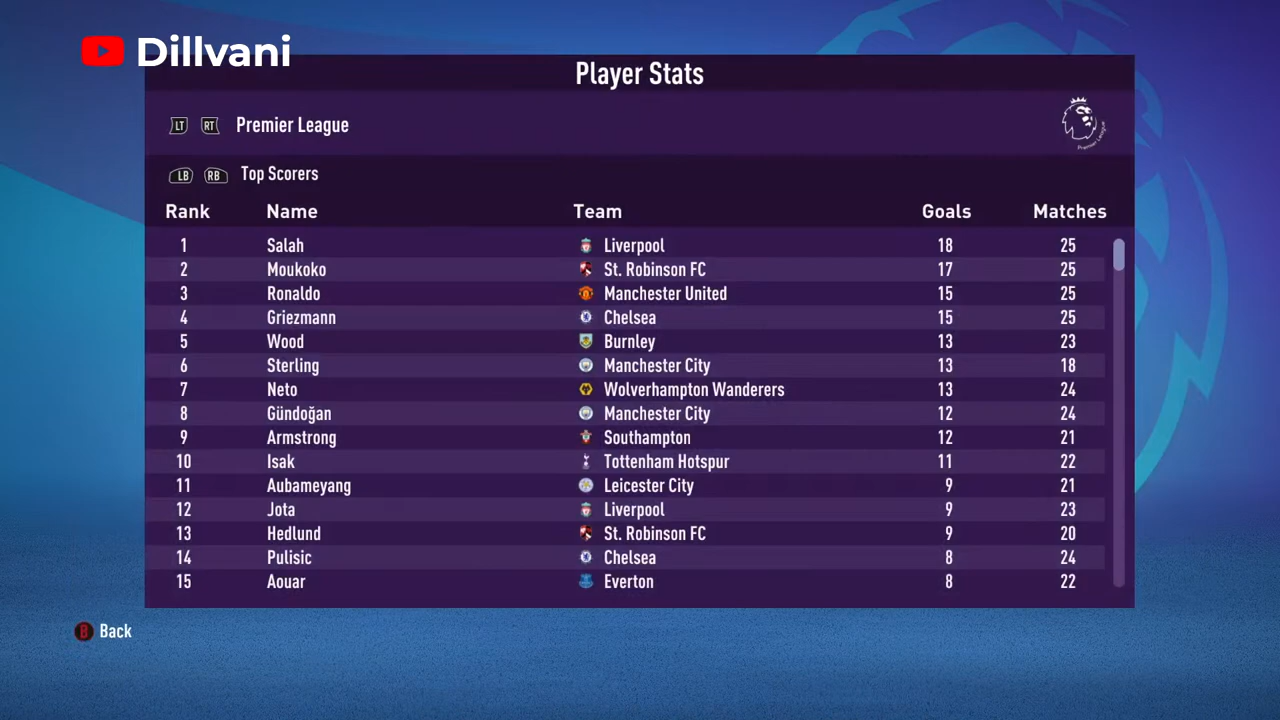 Dillvani
Player Stats
LT RT Premier League
Premier League
LB RB Top Scorers
Rank Name Team Goals Matches
1 Salah Liverpool 18 25
2 Moukoko St. Robinson FC 17 25
3 Ronaldo Manchester United 15 25
4 Griezmann Chelsea 15 25
5 Wood Burnley 13 23
6 Sterling Manchester City 13 18
7 Neto Wolverhampton Wanderers 13 24
8 Gündoğan Manchester City 12 24
9 Armstrong Southampton 12 21
10 Isak Tottenham Hotspur 11 22
11 Aubameyang Leicester City 9 21
12 Jota Liverpool 9 23
13 Hedlund St. Robinson FC 9 20
14 Pulisic Chelsea 8 24
15 Aouar Everton 8 22
B Back